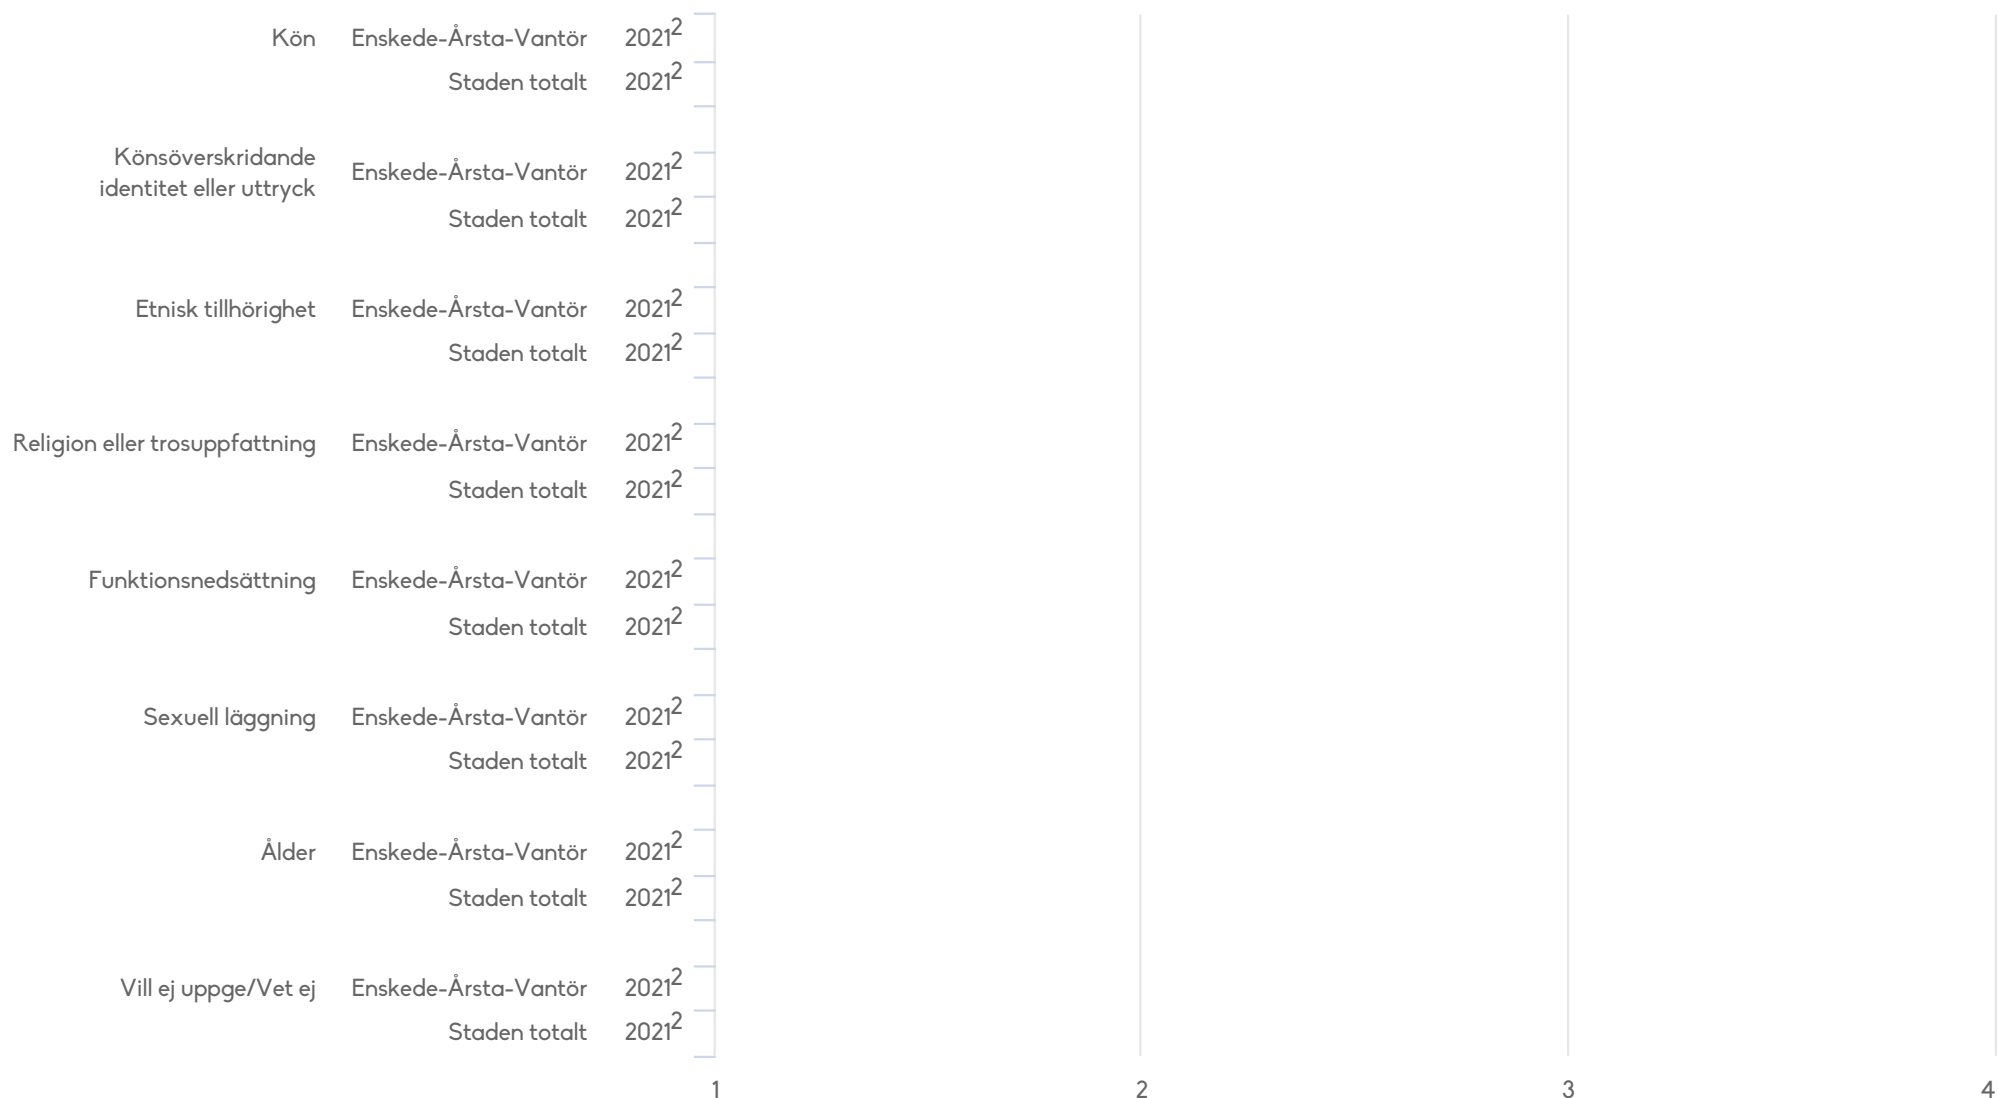 Kön Enskede-Årsta-Vantör 2021²
Staden totalt 2021²
Könsöverskridande
identitet eller uttryck Enskede-Årsta-Vantör 2021²
Staden totalt 2021²
Etnisk tillhörighet Enskede-Årsta-Vantör 2021²
Staden totalt 2021²
Religion eller trosuppfattning Enskede-Årsta-Vantör 2021²
Staden totalt 2021²
Funktionsnedsättning Enskede-Årsta-Vantör 2021²
Staden totalt 2021²
Sexuell läggning Enskede-Årsta-Vantör 2021²
Staden totalt 2021²
Ålder Enskede-Årsta-Vantör 2021²
Staden totalt 2021²
Vill ej uppge/Vet ej Enskede-Årsta-Vantör 2021²
Staden totalt 2021²
1 2 3 4